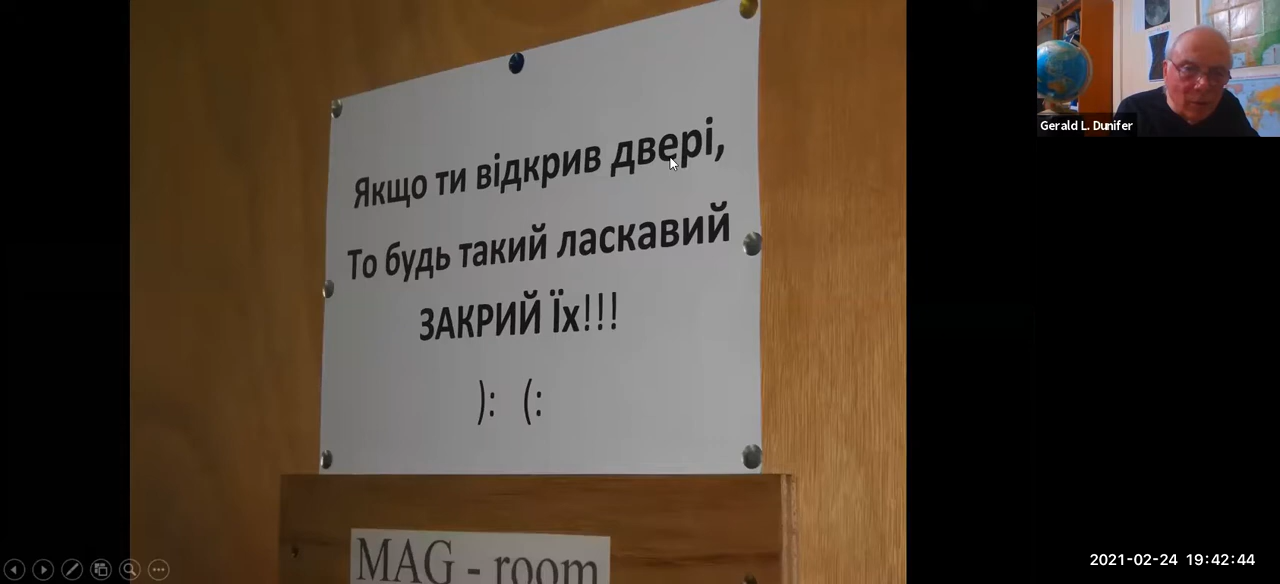 Якщо ти відкрив двері,
То будь такий ласкавий
ЗАКРИЙ Їх!!!
): (:
MAG - room
Gerald L. Dunifer
2021-02-24 19:42:44